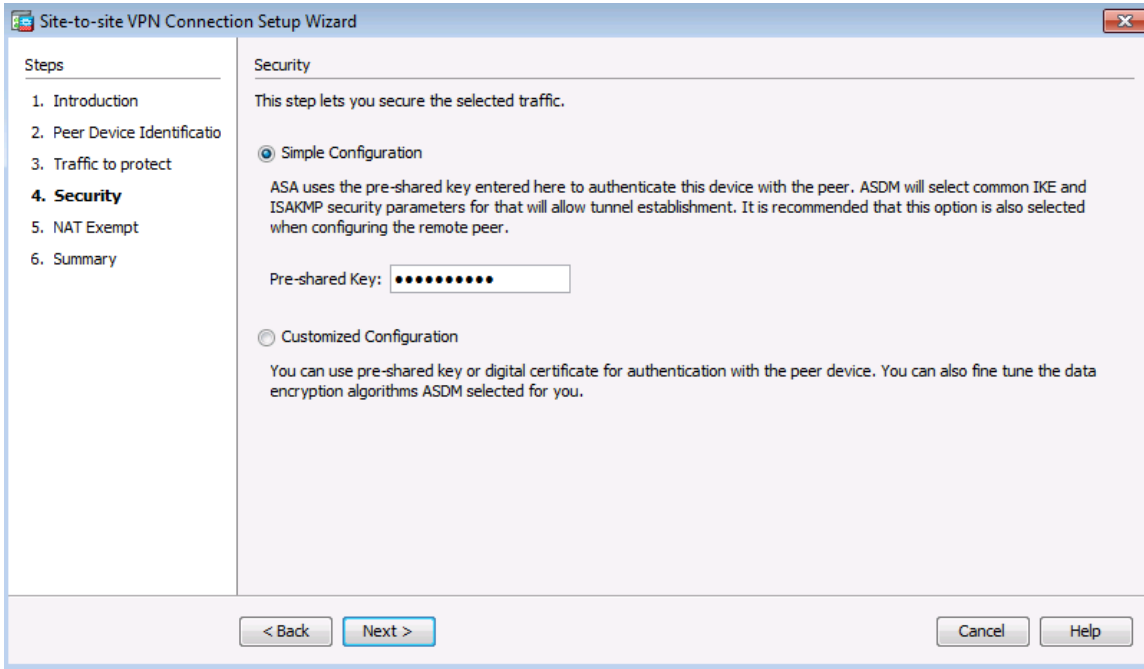 Site-to-site VPN Connection Setup Wizard
Steps
1. Introduction
2. Peer Device Identificatio
3. Traffic to protect
4. Security
5. NAT Exempt
6. Summary
Security
This step lets you secure the selected traffic.
Simple Configuration
ASA uses the pre-shared key entered here to authenticate this device with the peer. ASDM will select common IKE and
ISAKMP security parameters for that will allow tunnel establishment. It is recommended that this option is also selected
when configuring the remote peer.
Pre-shared Key: ••••••••••
Customized Configuration
You can use pre-shared key or digital certificate for authentication with the peer device. You can also fine tune the data
encryption algorithms ASDM selected for you.
< Back Next > Cancel Help